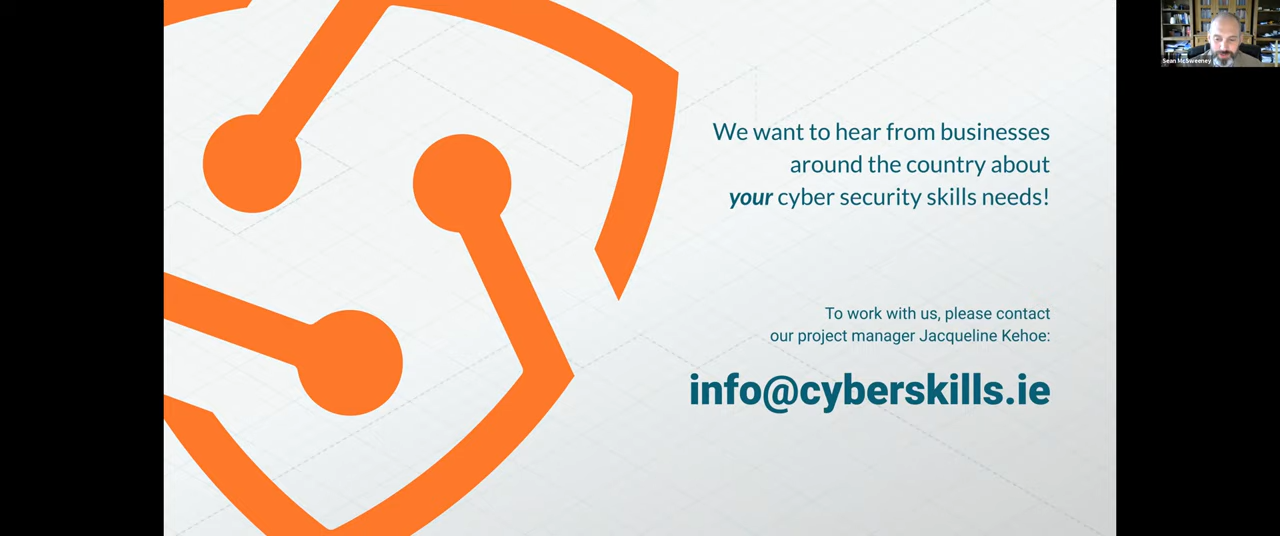 We want to hear from businesses
around the country about
your cyber security skills needs!
To work with us, please contact
our project manager Jacqueline Kehoe:
info@cyberskills.ie
Sean McSweeney